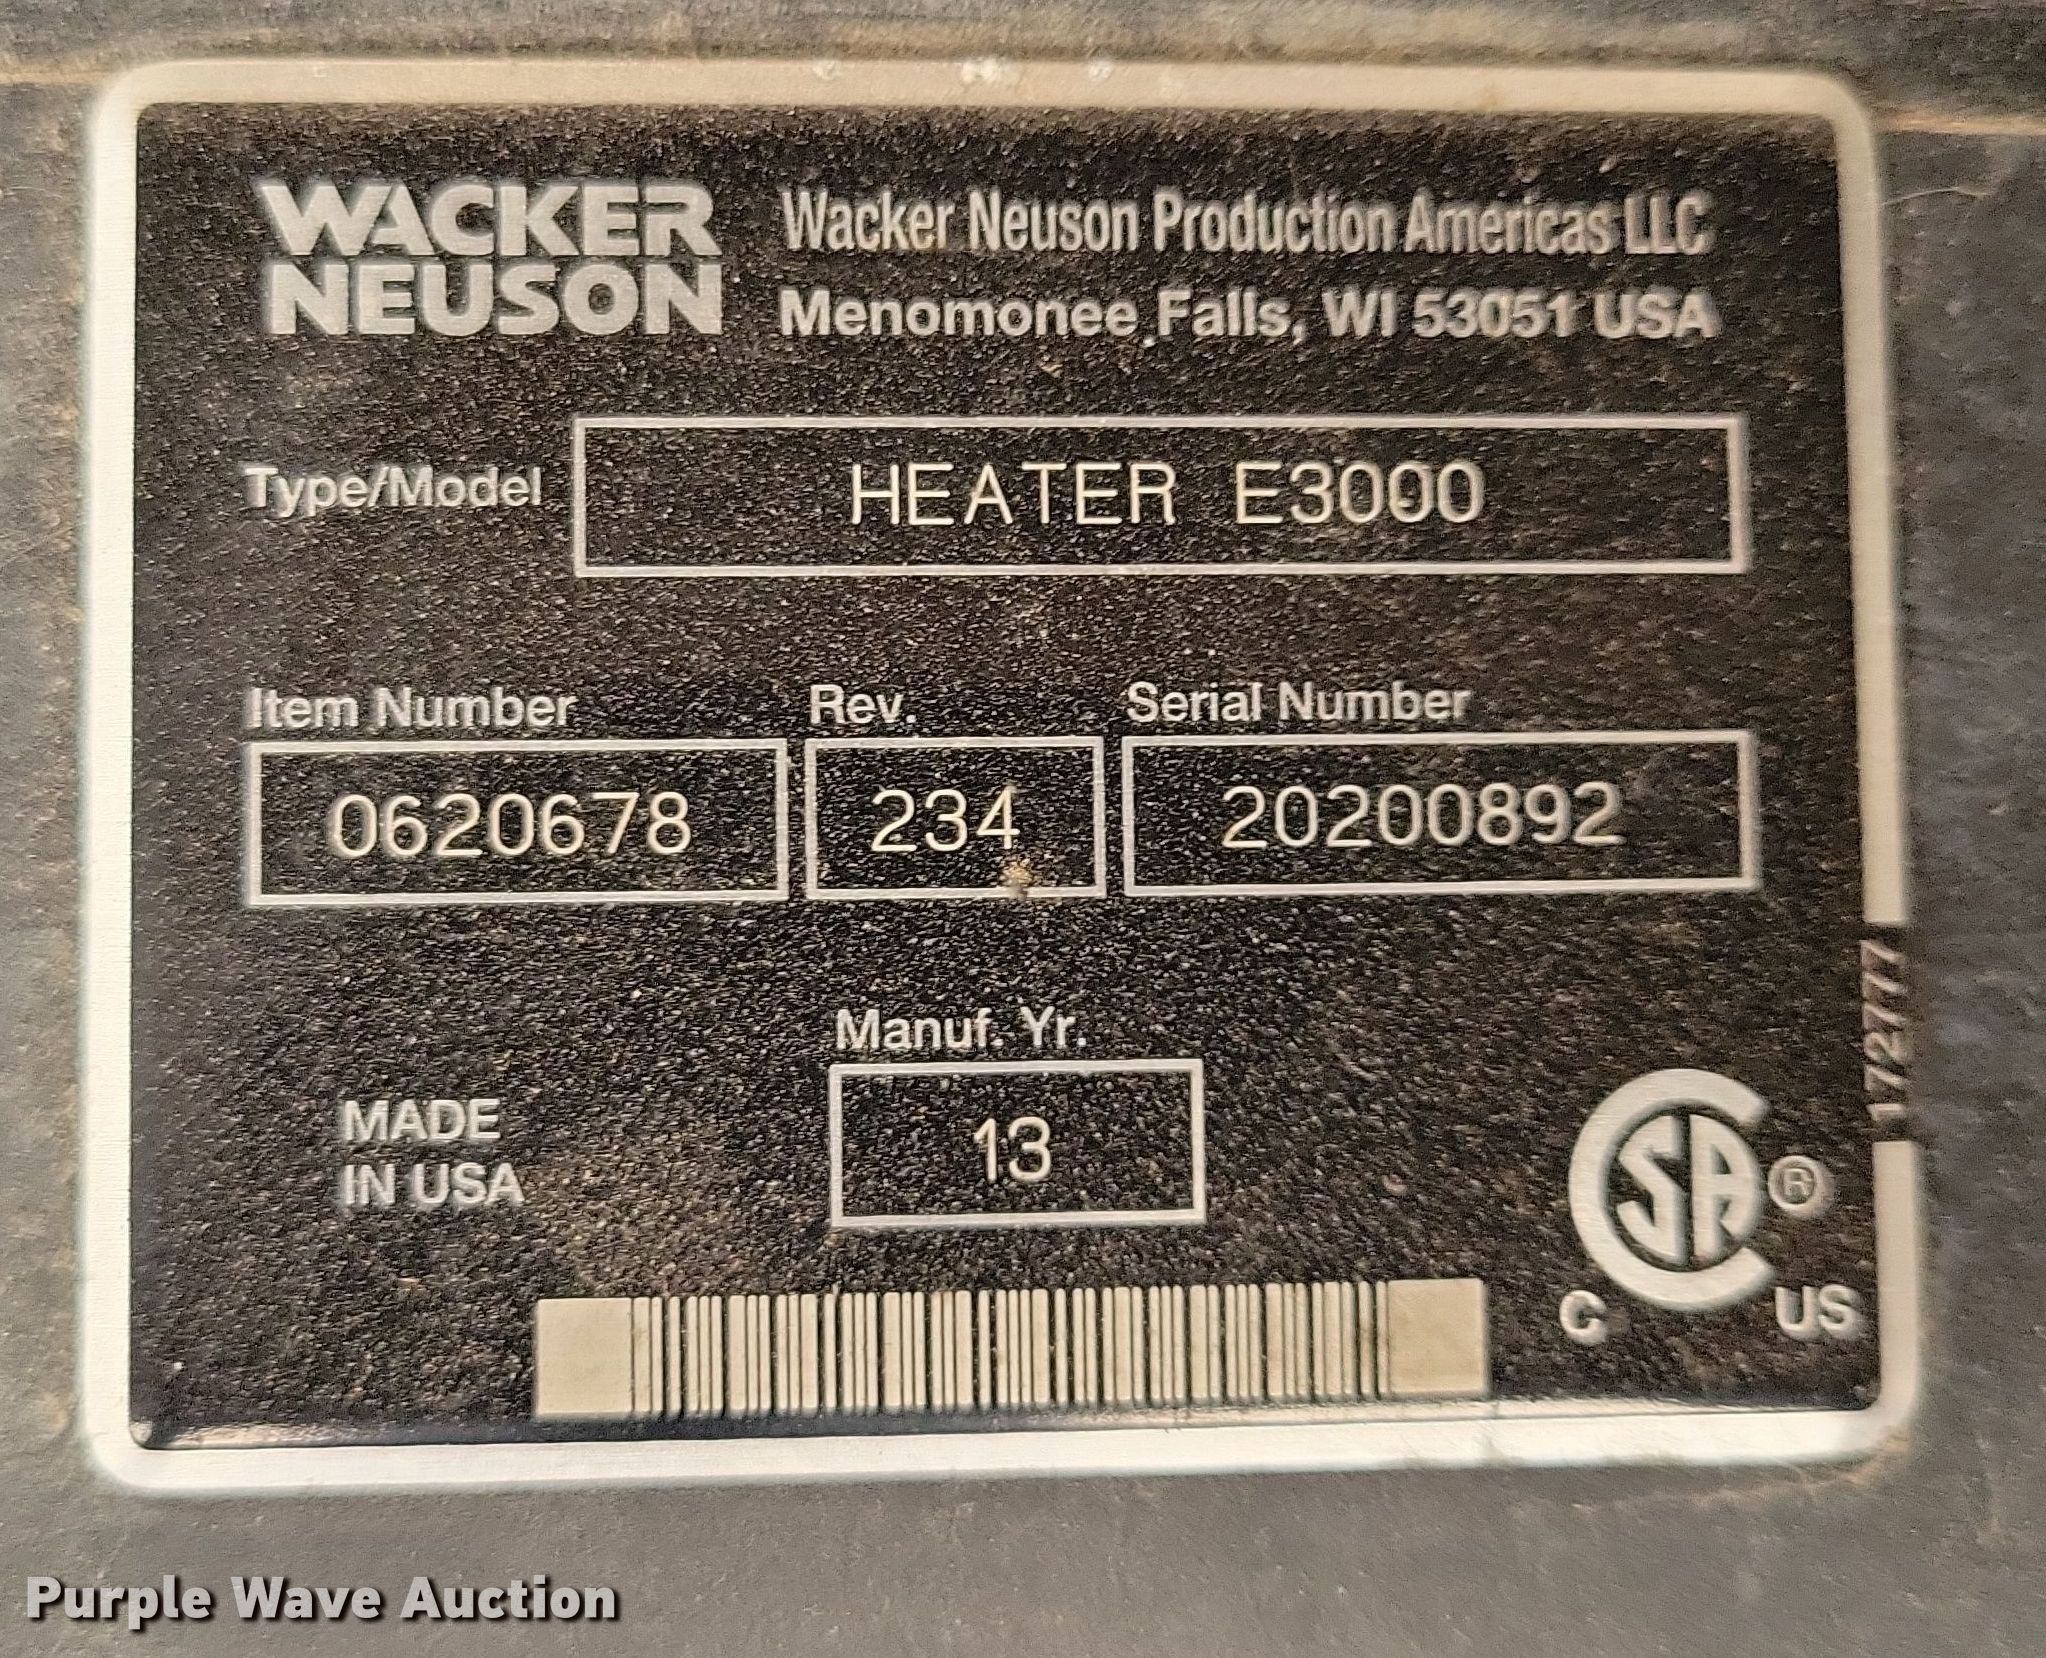 WACKER
NEUSON
Wacker Neuson Production Americas LLC
Menomonee Falls, WI 53051 USA
Type/Model
HEATER E3000
Item Number
Rev.
Serial Number
0620678
234
20200892
Manuf. Yr.
13
MADE
IN USA
172777
CSA ®
C US
Purple Wave Auction